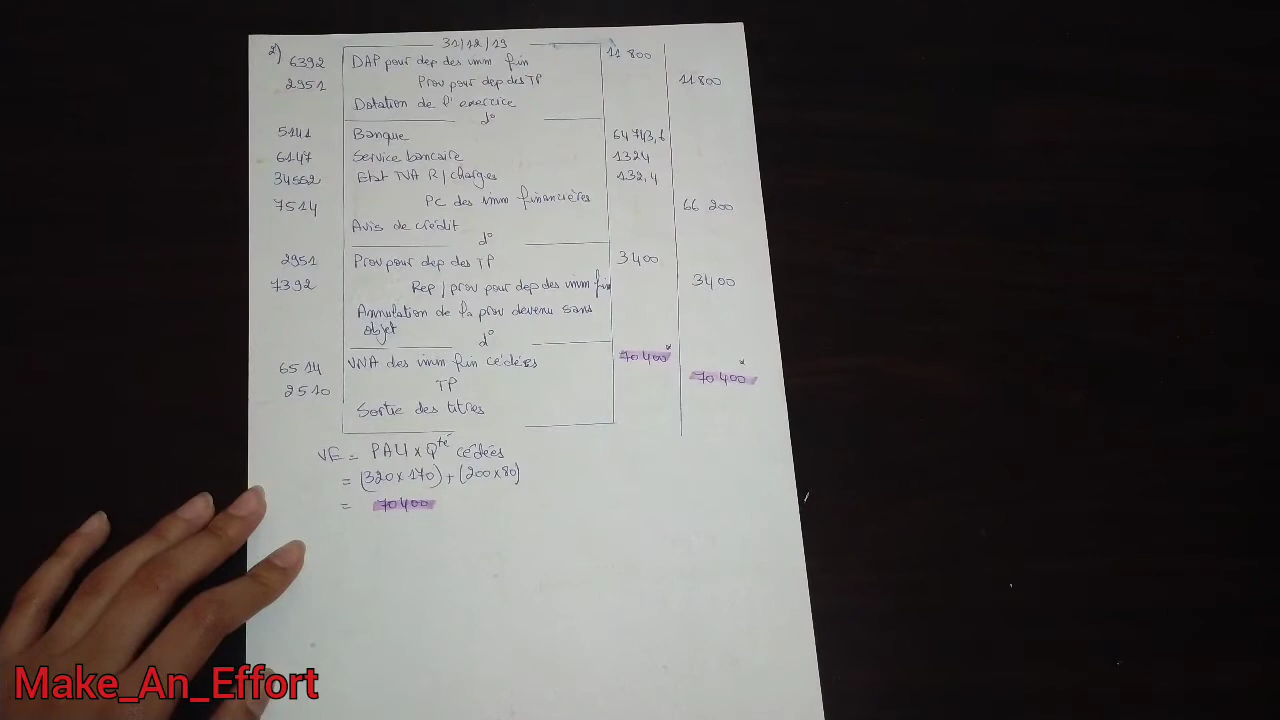 2)
31/12/19
6392 DAP pour dep des imm fin 11 800
2951 Prov pour dep des TP 11800
Dotation de l'exercice
d°
5141 Banque 64 743,6
6147 Service bancaire 1324
34552 Etat TVA R/charges 132,4
7514 PC des imm financières 66 200
Avis de crédit
d°
2951 Prov pour dep des TP 3400
7392 Rep/prov pour dep des imm fin 3400
Annulation de la prov devenu sans
objet
d°
6514 VNA des imm fin cédées 70 400*
2510 TP 70 400*
Sortie des titres
VE = PAU x Qté cédées
= (320 x 170) + (200 x 80)
= 70 400
Make_An_Effort